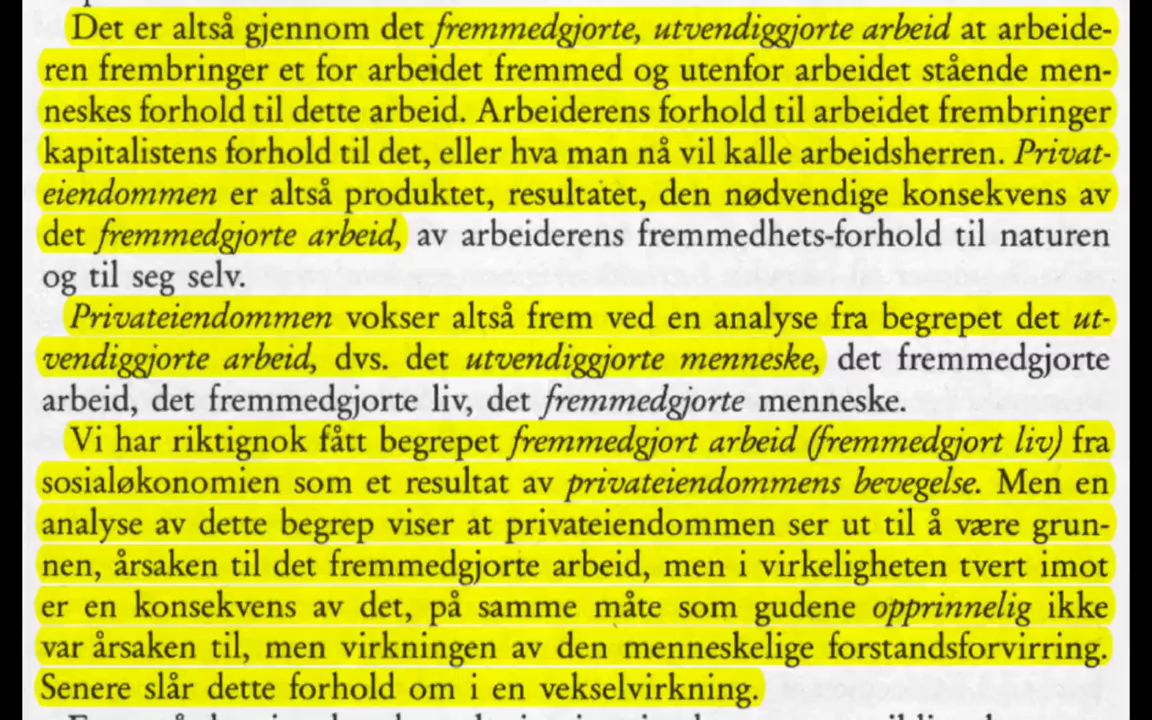 Det er altså gjennom det fremmedgjorte, utvendiggjorte arbeid at arbeide-
ren frembringer et for arbeidet fremmed og utenfor arbeidet stående men-
neskes forhold til dette arbeid. Arbeiderens forhold til arbeidet frembringer
kapitalistens forhold til det, eller hva man nå vil kalle arbeidsherren. Privat-
eiendommen er altså produktet, resultatet, den nødvendige konsekvens av
det fremmedgjorte arbeid, av arbeiderens fremmedhets-forhold til naturen
og til seg selv.
Privateiendommen vokser altså frem ved en analyse fra begrepet det ut-
vendiggjorte arbeid, dvs. det utvendiggjorte menneske, det fremmedgjorte
arbeid, det fremmedgjorte liv, det fremmedgjorte menneske.
Vi har riktignok fått begrepet fremmedgjort arbeid (fremmedgjort liv) fra
sosialøkonomien som et resultat av privateiendommens bevegelse. Men en
analyse av dette begrep viser at privateiendommen ser ut til å være grun-
nen, årsaken til det fremmedgjorte arbeid, men i virkeligheten tvert imot
er en konsekvens av det, på samme måte som gudene opprinnelig ikke
var årsaken til, men virkningen av den menneskelige forstandsforvirring.
Senere slår dette forhold om i en vekselvirkning.